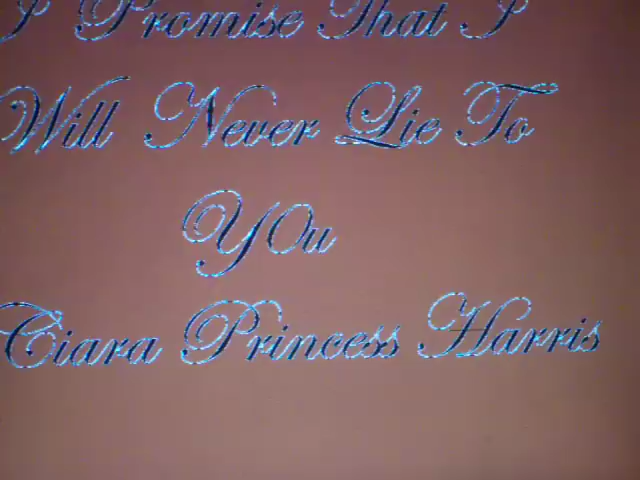 I Promise That I
Will Never Lie To
YOu
Ciara Princess Harris